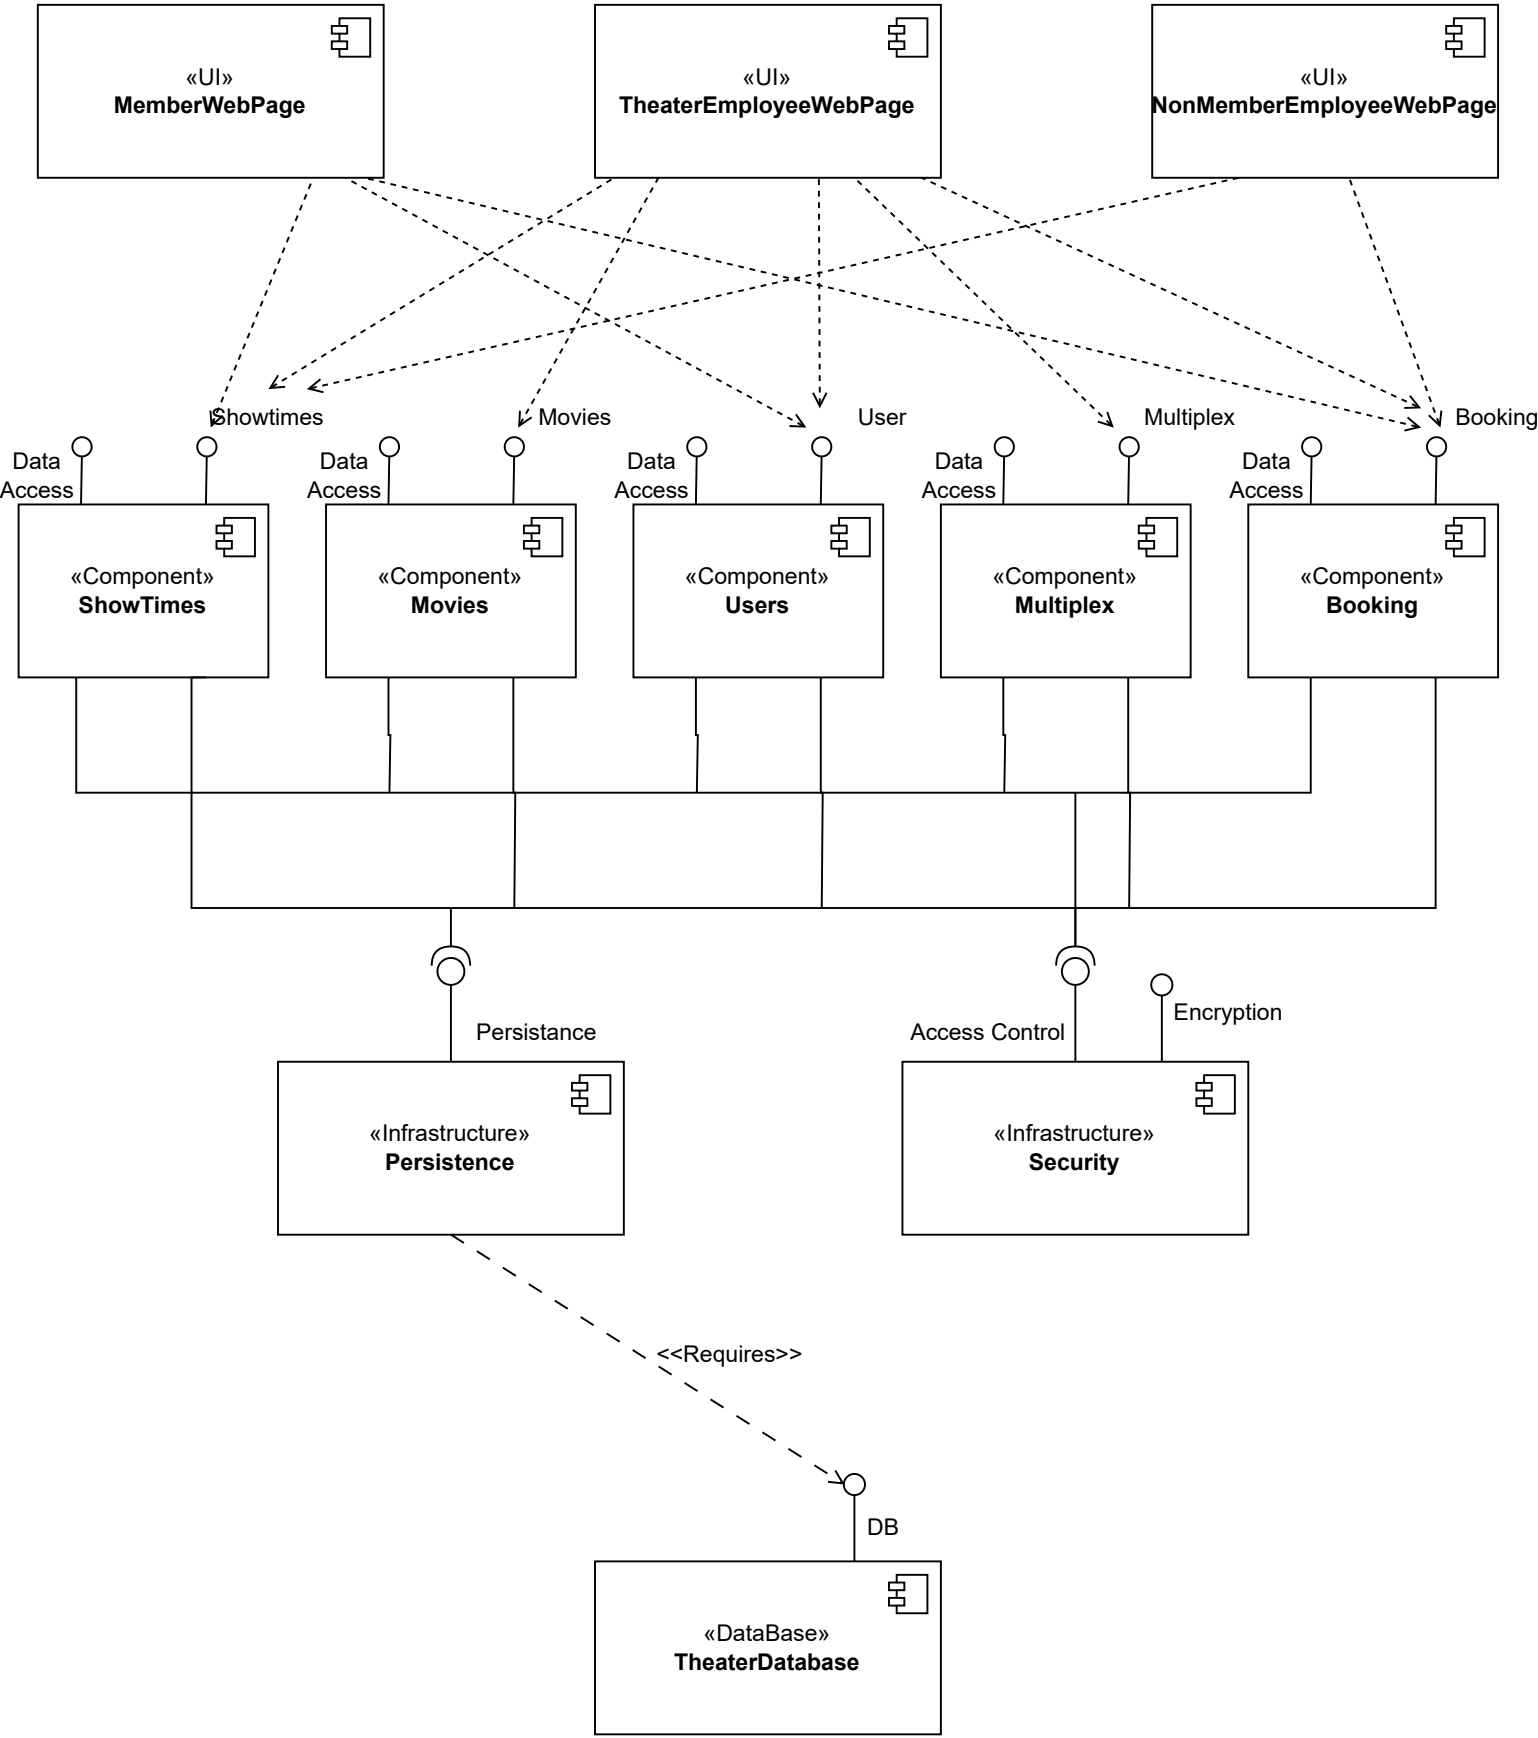 «UI»
MemberWebPage
«UI»
TheaterEmployeeWebPage
«UI»
NonMemberEmployeeWebPage
Showtimes
Movies
User
Multiplex
Booking
Data
Access
Data
Access
Data
Access
Data
Access
Data
Access
«Component»
ShowTimes
«Component»
Movies
«Component»
Users
«Component»
Multiplex
«Component»
Booking
Encryption
Persistance
Access Control
«Infrastructure»
Persistence
«Infrastructure»
Security
<<Requires>>
DB
«DataBase»
TheaterDatabase